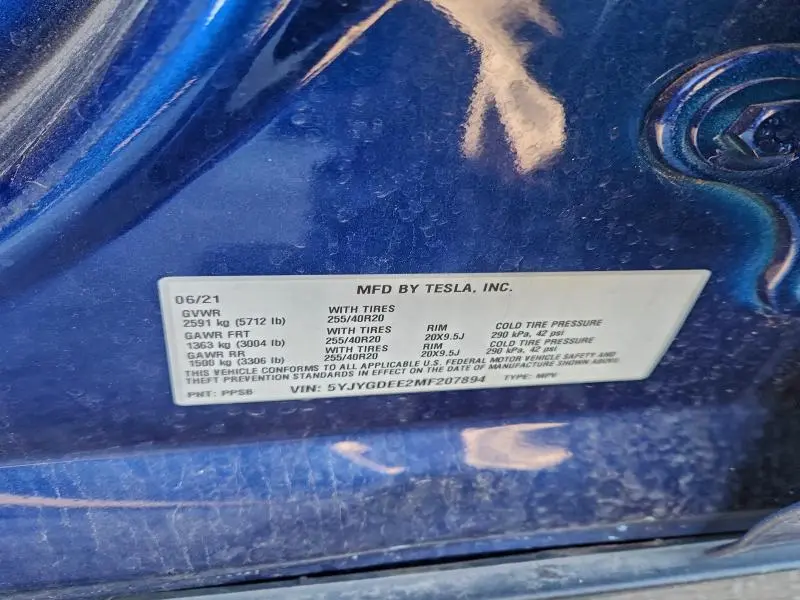 MFD BY TESLA, INC.
06/21
GVWR WITH TIRES
2591 kg (5712 lb) 255/40R20
GAWR FRT WITH TIRES RIM COLD TIRE PRESSURE
1363 kg (3004 lb) 255/40R20 20X9.5J 290 kPa, 42 psi
GAWR RR WITH TIRES RIM COLD TIRE PRESSURE
1500 kg (3306 lb) 255/40R20 20X9.5J 290 kPa, 42 psi
THIS VEHICLE CONFORMS TO ALL APPLICABLE U.S. FEDERAL MOTOR VEHICLE SAFETY AND
THEFT PREVENTION STANDARDS IN EFFECT ON THE DATE OF MANUFACTURE SHOWN ABOVE.
PNT: PPSB VIN: 5YJYGDEE2MF207894 TYPE: MPV